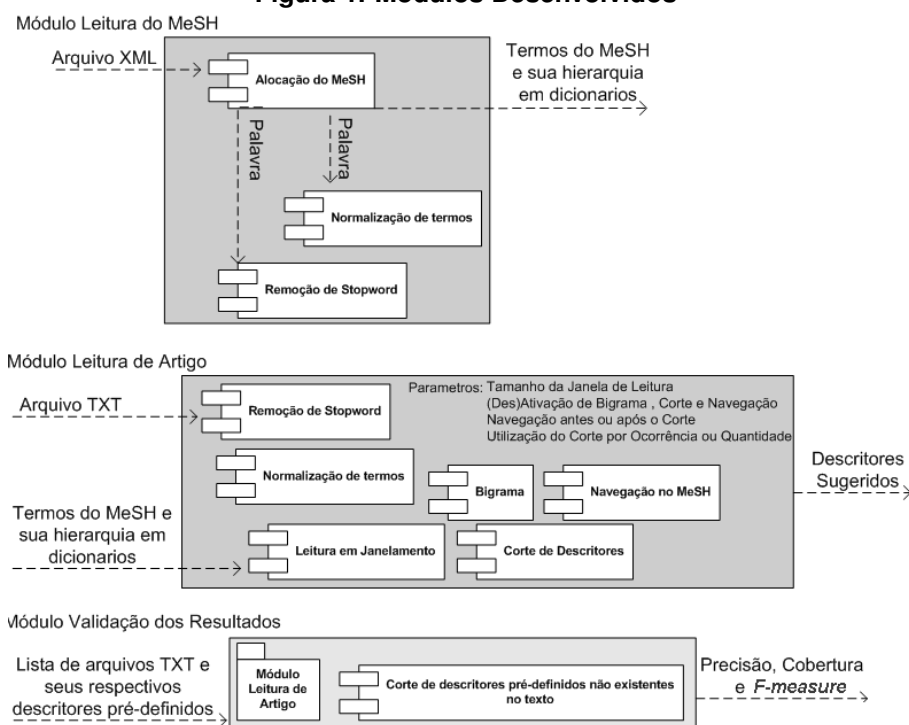 Figura 1: Módulos Desenvolvidos
Módulo Leitura do MeSH
Arquivo XML
Alocação do MeSH
Termos do MeSH
e sua hierarquia
em dicionarios
Palavra
Palavra
Normalização de termos
Remoção de Stopword
Módulo Leitura de Artigo
Arquivo TXT
Remoção de Stopword
Parametros: Tamanho da Janela de Leitura
(Des)Ativação de Bigrama , Corte e Navegação
Navegação antes ou após o Corte
Utilização do Corte por Ocorrência ou Quantidade
Normalização de termos
Bigrama
Navegação no MeSH
Descritores
Sugeridos
Termos do MeSH e
sua hierarquia em
dicionarios
Leitura em Janelamento
Corte de Descritores
Módulo Validação dos Resultados
Lista de arquivos TXT e
seus respectivos
descritores pré-definidos
Módulo
Leitura de
Artigo
Corte de descritores pré-definidos não existentes
no texto
Precisão, Cobertura
e F-measure